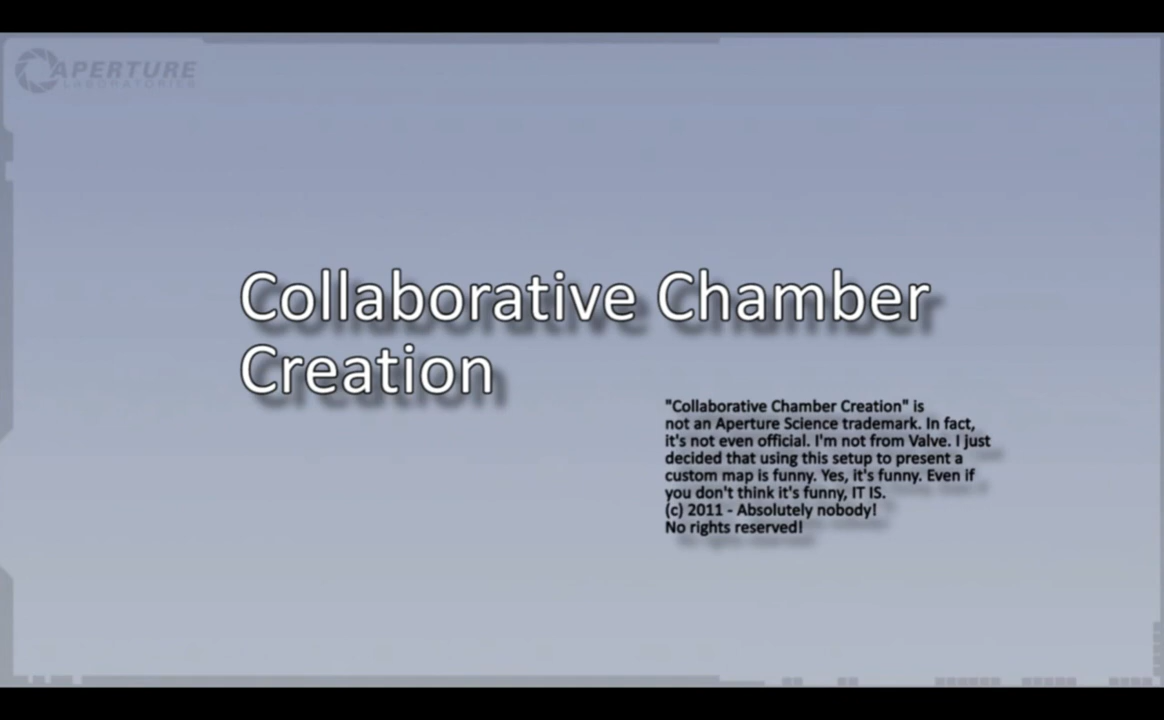 APERTURE
LABORATORIES
Collaborative Chamber
Creation
"Collaborative Chamber Creation" is
not an Aperture Science trademark. In fact,
it's not even official. I'm not from Valve. I just
decided that using this setup to present a
custom map is funny. Yes, it's funny. Even if
you don't think it's funny, IT IS.
(c) 2011 - Absolutely nobody!
No rights reserved!